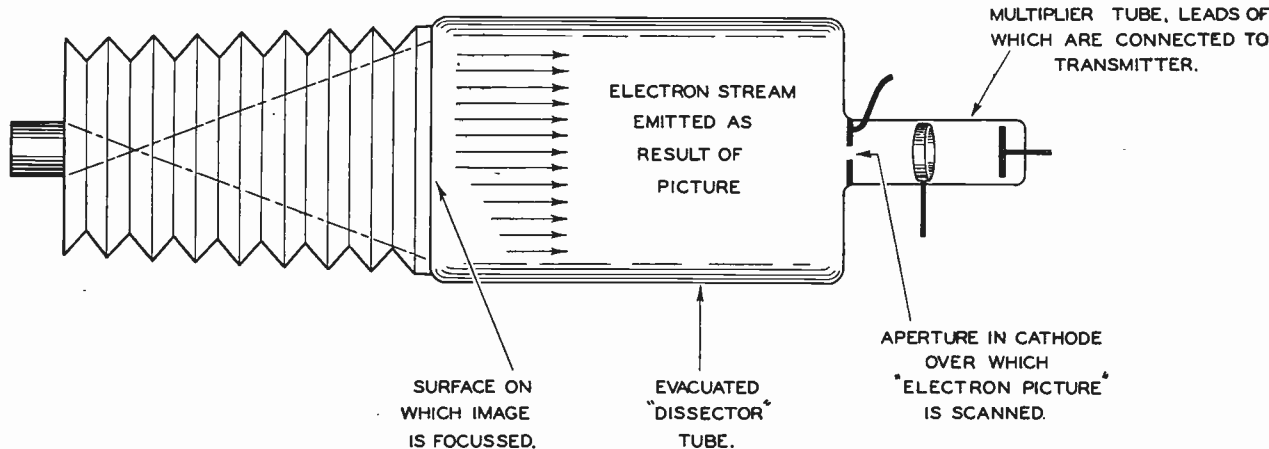 MULTIPLIER TUBE, LEADS OF
WHICH ARE CONNECTED TO
TRANSMITTER.
ELECTRON STREAM
EMITTED AS
RESULT OF
PICTURE
SURFACE ON
WHICH IMAGE
IS FOCUSSED.
EVACUATED
"DISSECTOR"
TUBE.
APERTURE IN CATHODE
OVER WHICH
"ELECTRON PICTURE"
IS SCANNED.